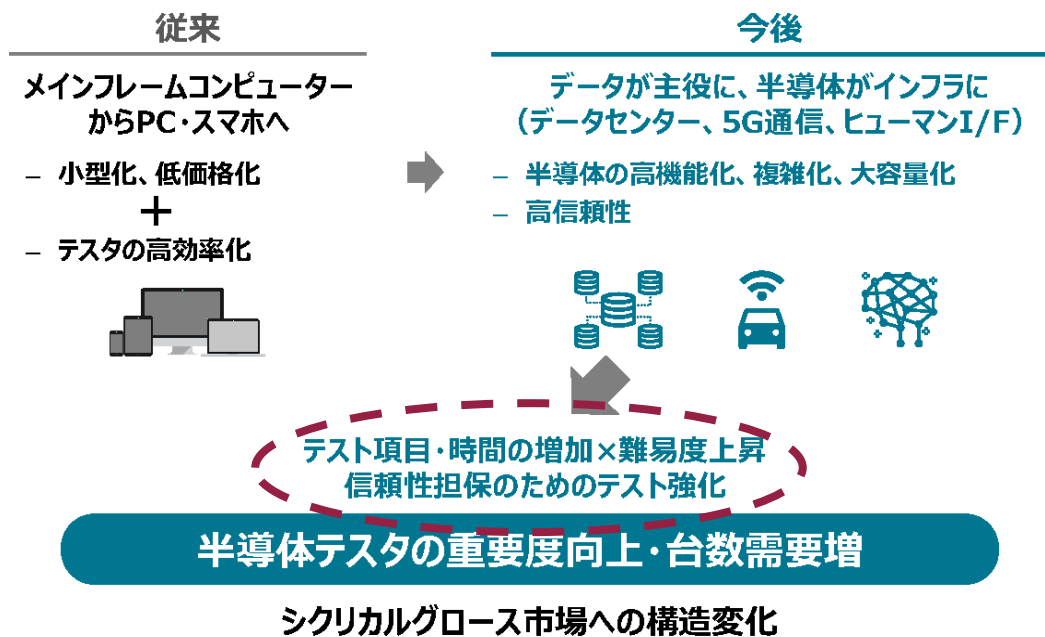 従来
メインフレームコンピューター
からPC・スマホへ
– 小型化、低価格化
＋
– テスタの高効率化
今後
データが主役に、半導体がインフラに
（データセンター、5G通信、ヒューマンI/F）
– 半導体の高機能化、複雑化、大容量化
– 高信頼性
テスト項目・時間の増加×難易度上昇
信頼性担保のためのテスト強化
半導体テスタの重要度向上・台数需要増
シクリカルグロース市場への構造変化